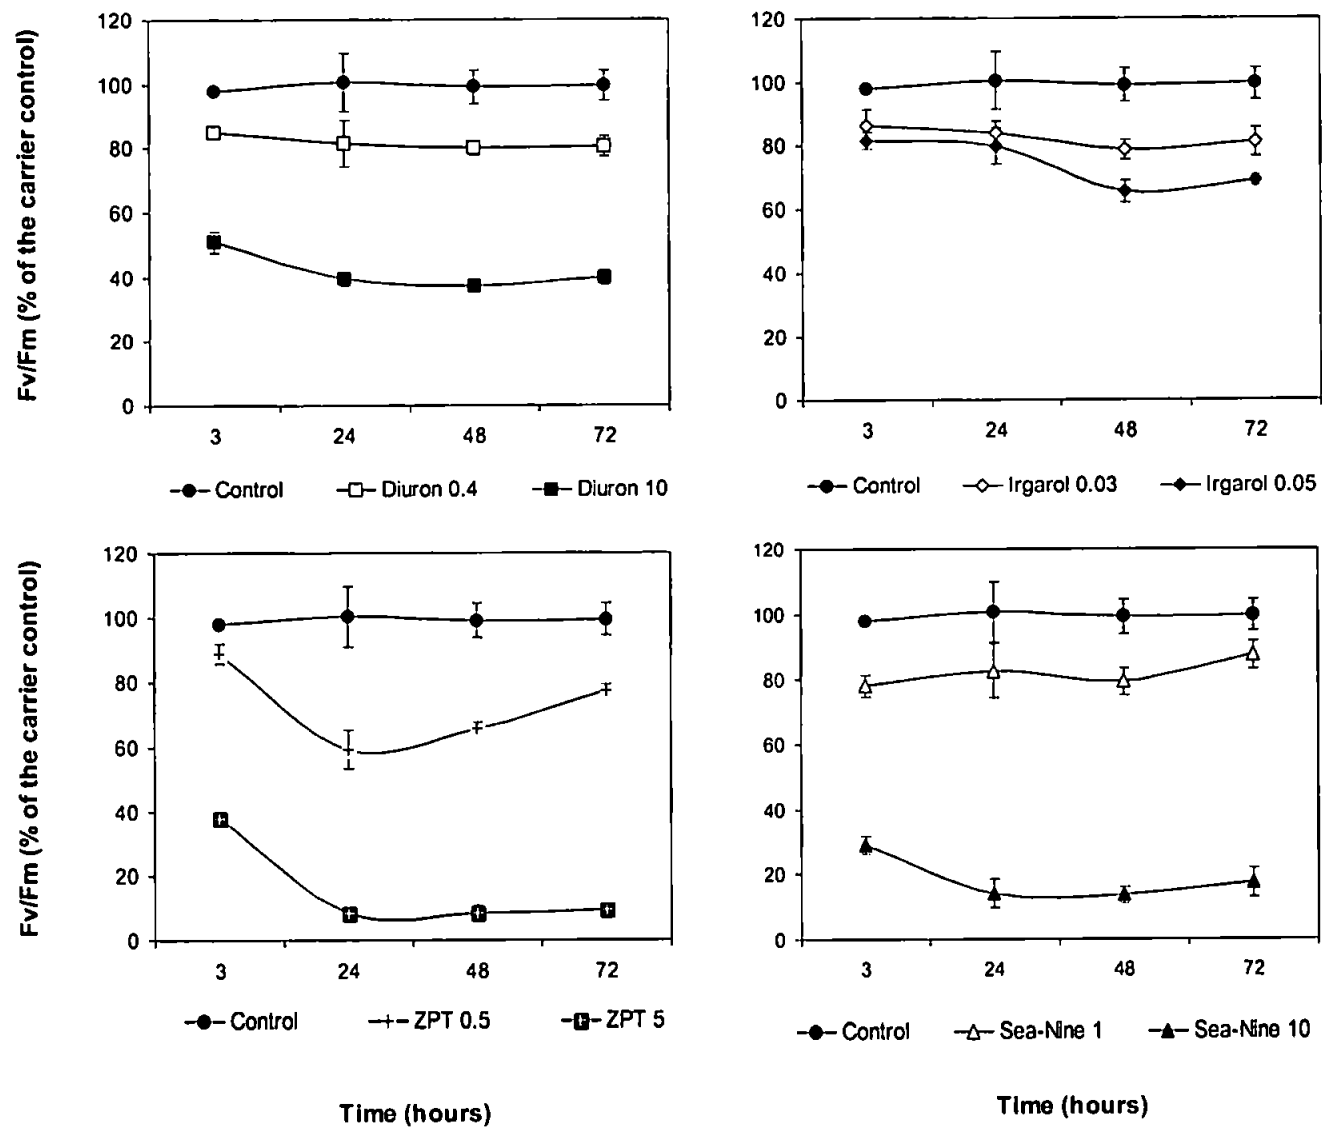 Fv/Fm (% of the carrier control)
120
100
80
60
40
20
0
3 24 48 72
Control Diuron 0.4 Diuron 10
120
100
80
60
40
20
0
3 24 48 72
Control Irgarol 0.03 Irgarol 0.05
Fv/Fm (% of the carrier control)
120
100
80
60
40
20
0
3 24 48 72
Control ZPT 0.5 ZPT 5
Time (hours)
120
100
80
60
40
20
0
3 24 48 72
Control Sea-Nine 1 Sea-Nine 10
Time (hours)